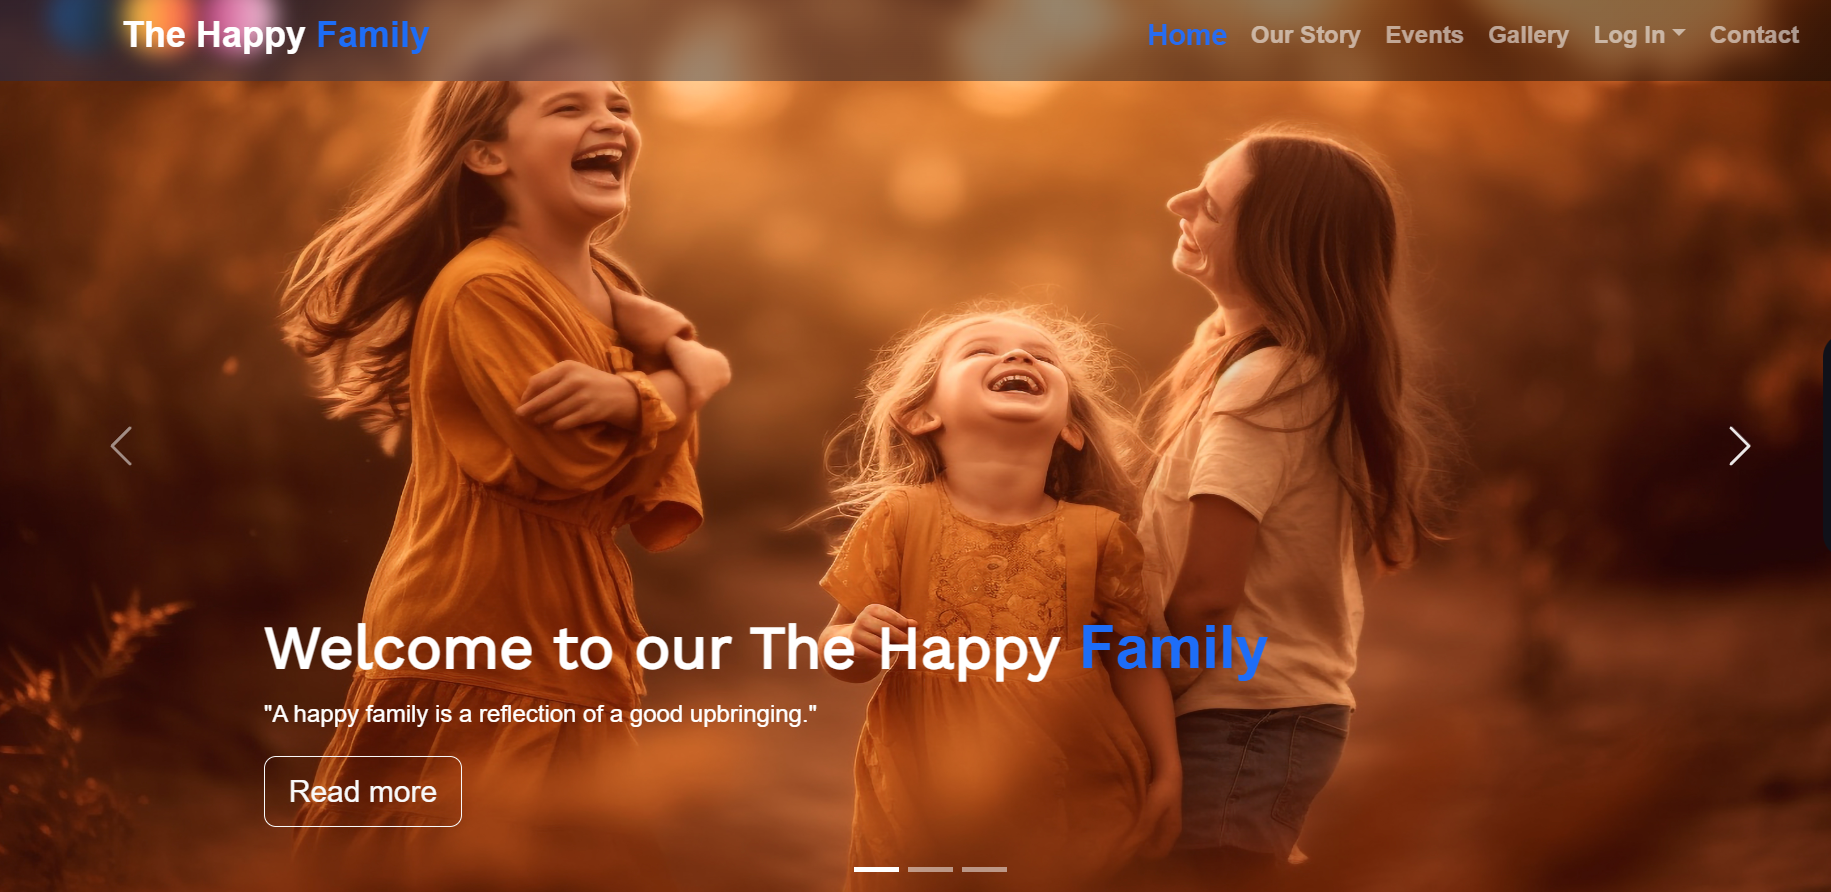 The Happy Family
Home Our Story Events Gallery Log In Contact
Welcome to our The Happy Family
"A happy family is a reflection of a good upbringing."
Read more